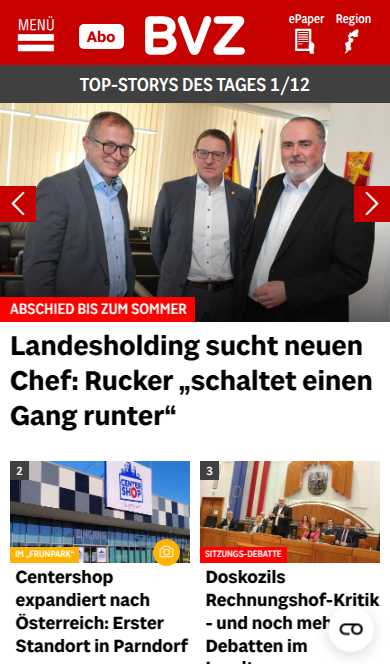 MENÜ
Abo
BVZ
ePaper
Region
TOP-STORYS DES TAGES 1/12
ABSCHIED BIS ZUM SOMMER
Landesholding sucht neuen
Chef: Rucker „schaltet einen
Gang runter“
2
CENTER
SHOP
IM „FRUNPARK“
Centershop
expandiert nach
Österreich: Erster
Standort in Parndorf
3
SITZUNGS-DEBATTE
Doskozils
Rechnungshof-Kritik
- und noch meh
Debatten im